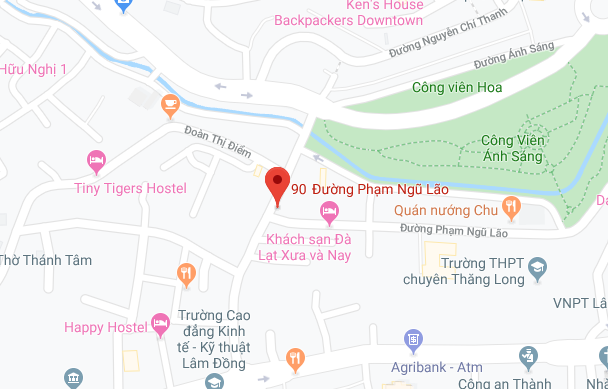 Ken's House
Backpackers Downtown
Đường Nguyễn Chí Thanh
Đường Ánh Sáng
Hữu Nghị 1
Công viên Hoa
Đoàn Thị Điểm
Công Viên
Ánh Sáng
Tiny Tigers Hostel
90 Đường Phạm Ngũ Lão
Quán nướng Chu
Đường Phạm Ngũ Lão
Khách sạn Đà
Lạt Xưa và Nay
Thờ Thánh Tâm
Trường THPT
chuyên Thăng Long
VNPT Lâ
Trường Cao
đẳng Kinh
tế - Kỹ thuật
Lâm Đồng
Happy Hostel
Agribank - Atm
Công an Thành